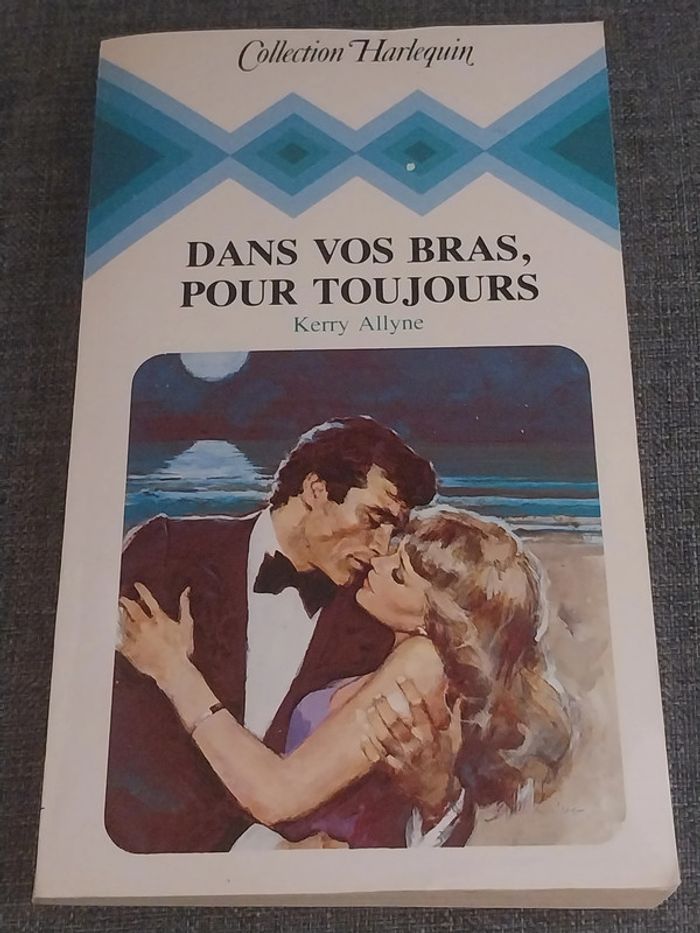 Collection Harlequin
DANS VOS BRAS,
POUR TOUJOURS
Kerry Allyne